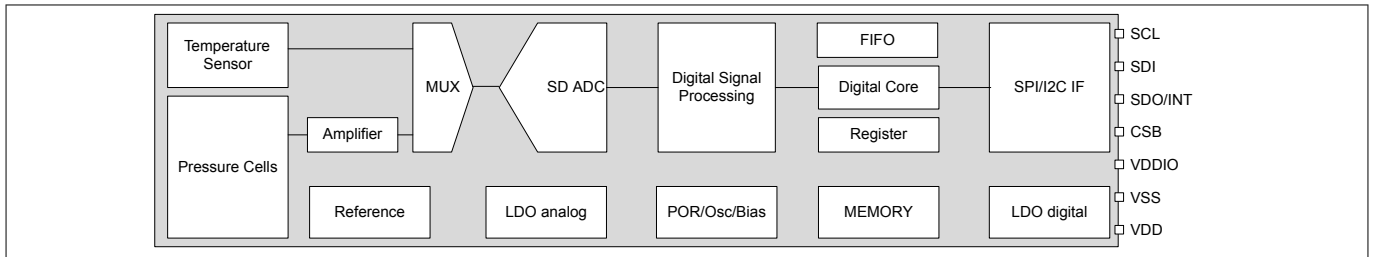 Temperature
Sensor
Pressure Cells
Amplifier
MUX
SD ADC
Digital Signal
Processing
FIFO
Digital Core
Register
SPI/I2C IF
Reference
LDO analog
POR/Osc/Bias
MEMORY
LDO digital
SCL
SDI
SDO/INT
CSB
VDDIO
VSS
VDD